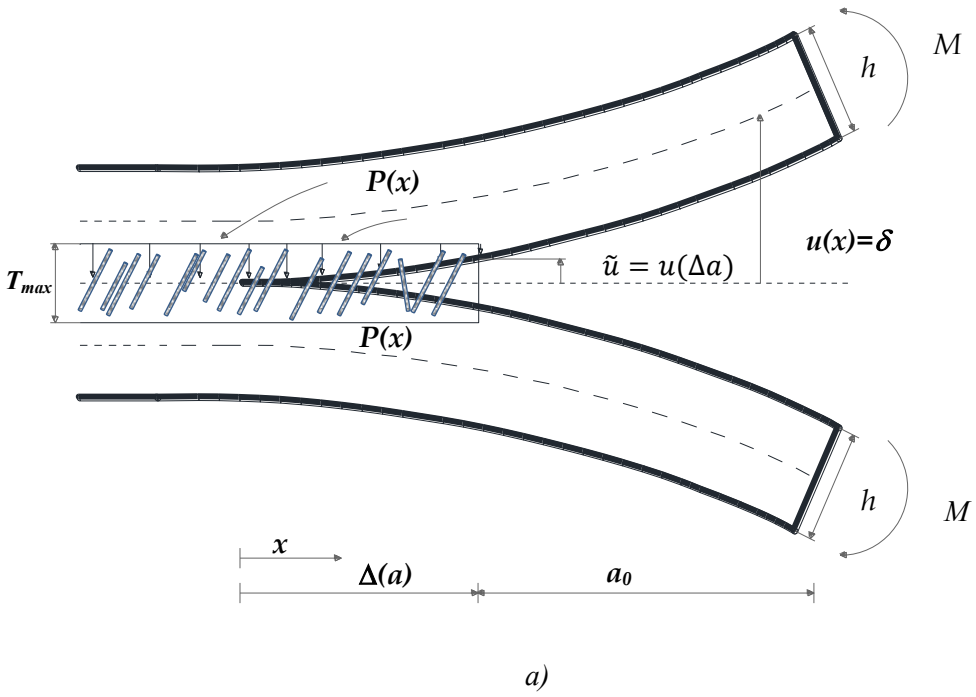 M
h
P(x)
u(x)=δ
ũ = u(Δa)
T_max
P(x)
h
M
x
Δ(a)
a₀
a)